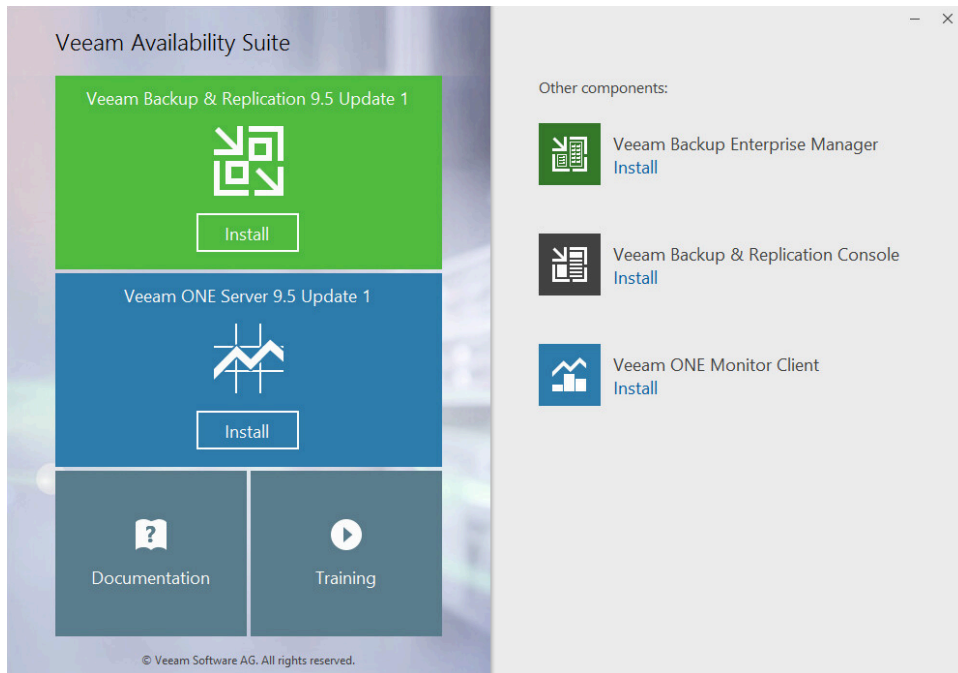 Veeam Availability Suite
Veeam Backup & Replication 9.5 Update 1
Install
Veeam ONE Server 9.5 Update 1
Install
Documentation
Training
© Veeam Software AG. All rights reserved.
Other components:
Veeam Backup Enterprise Manager
Install
Veeam Backup & Replication Console
Install
Veeam ONE Monitor Client
Install